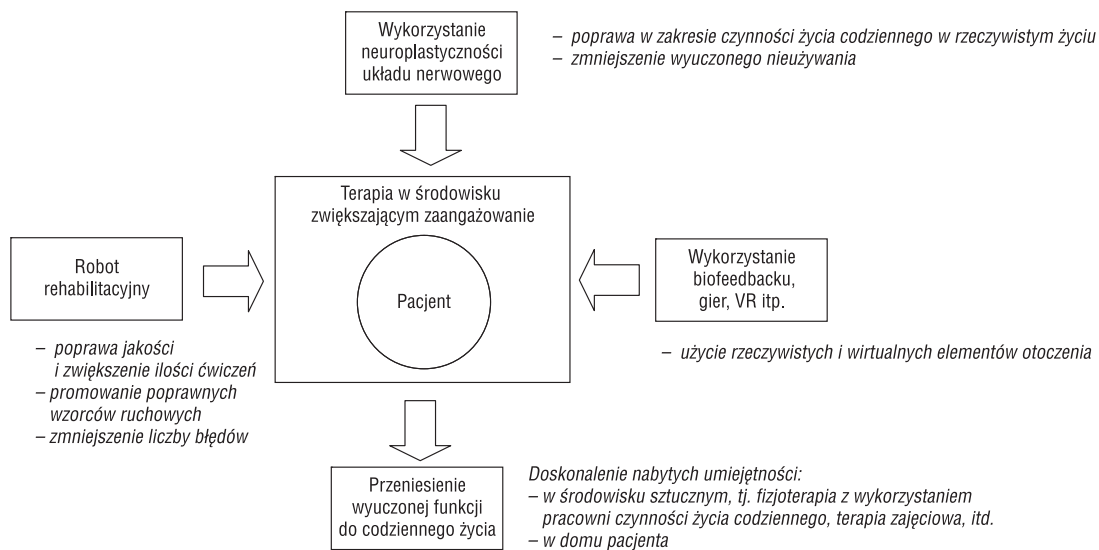 Wykorzystanie
neuroplastyczności
układu nerwowego
– poprawa w zakresie czynności życia codziennego w rzeczywistym życiu
– zmniejszenie wyuczonego nieużywania
Terapia w środowisku
zwiększającym zaangażowanie
Pacjent
Robot
rehabilitacyjny
– poprawa jakości
i zwiększenie ilości ćwiczeń
– promowanie poprawnych
wzorców ruchowych
– zmniejszenie liczby błędów
Wykorzystanie
biofeedbacku,
gier, VR itp.
– użycie rzeczywistych i wirtualnych elementów otoczenia
Przeniesienie
wyuczonej funkcji
do codziennego życia
Doskonalenie nabytych umiejętności:
– w środowisku sztucznym, tj. fizjoterapia z wykorzystaniem
pracowni czynności życia codziennego, terapia zajęciowa, itd.
– w domu pacjenta